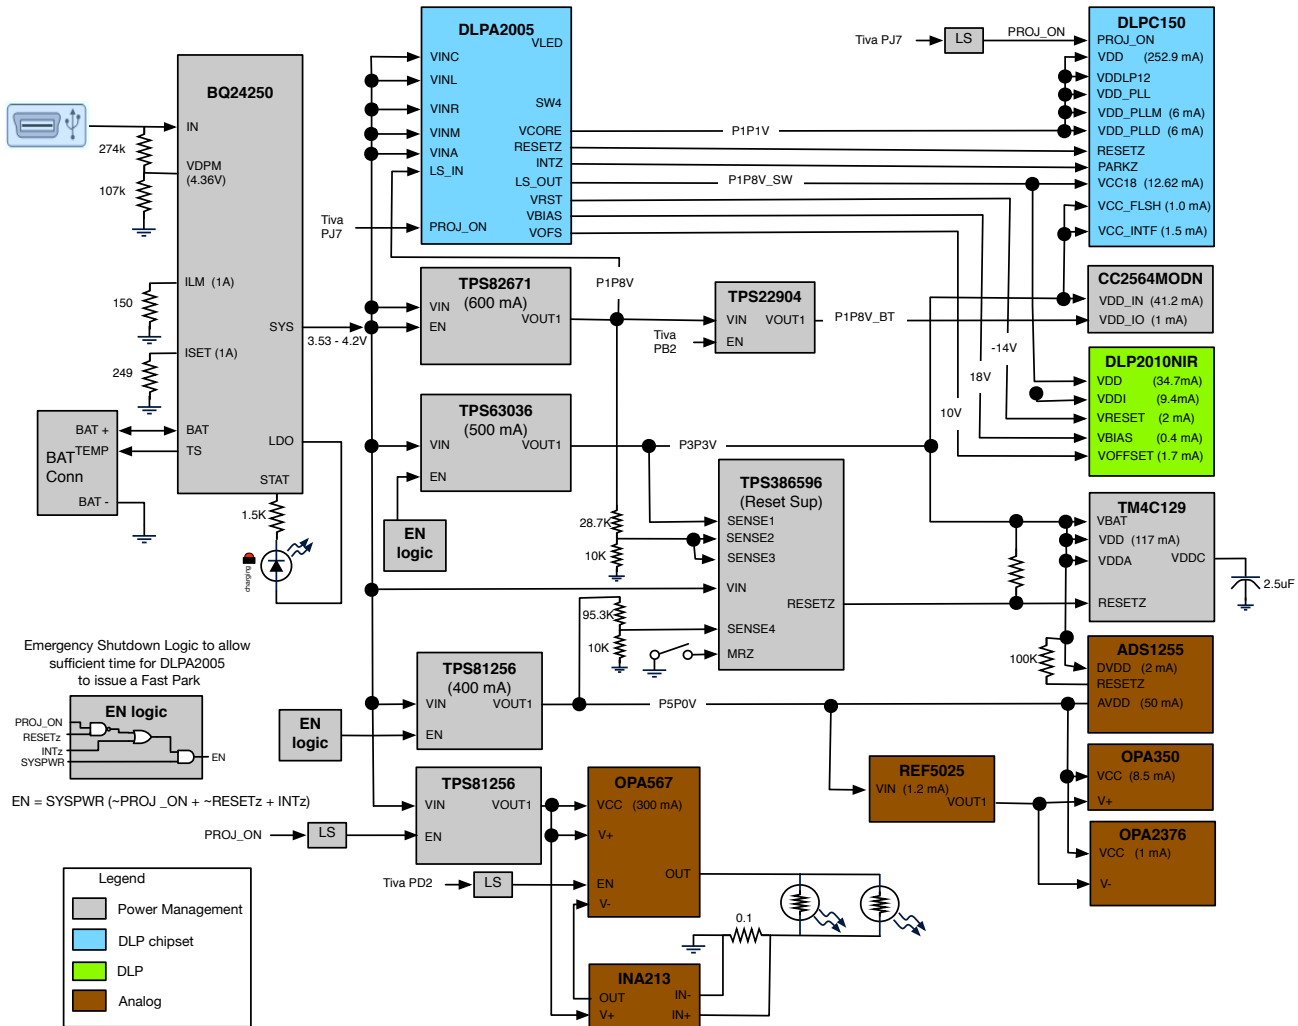 BQ24250
IN
VDPM
(4.36V)
ILM (1A)
SYS
ISET (1A)
BAT
TS
LDO
STAT
274k
107k
150
249
1.5K
charging
3.53 - 4.2V
BAT +
TEMP
BAT
Conn
BAT -
DLPA2005
VLED
VINC
VINL
VINR
SW4
VINM
VCORE
VINA
RESETZ
INTZ
LS_IN
LS_OUT
VRST
VBIAS
PROJ_ON
VOFS
Tiva
PJ7
P1P1V
P1P8V_SW
Tiva PJ7
LS
PROJ_ON
DLPC150
PROJ_ON
VDD (252.9 mA)
VDDLP12
VDD_PLL
VDD_PLLM (6 mA)
VDD_PLLD (6 mA)
RESETZ
PARKZ
VCC18 (12.62 mA)
VCC_FLSH (1.0 mA)
VCC_INTF (1.5 mA)
TPS82671
(600 mA)
VIN
VOUT1
EN
P1P8V
TPS22904
VIN VOUT1
EN
Tiva
PB2
P1P8V_BT
CC2564MODN
VDD_IN (41.2 mA)
VDD_IO (1 mA)
-14V
18V
10V
DLP2010NIR
VDD (34.7mA)
VDDI (9.4mA)
VRESET (2 mA)
VBIAS (0.4 mA)
VOFFSET (1.7 mA)
TPS63036
(500 mA)
VIN VOUT1
EN
EN
logic
P3P3V
28.7K
10K
TPS386596
(Reset Sup)
SENSE1
SENSE2
SENSE3
VIN
RESETZ
SENSE4
MRZ
95.3K
10K
TM4C129
VBAT
VDD (117 mA)
VDDA
VDDC
RESETZ
2.5uF
100K
ADS1255
DVDD (2 mA)
RESETZ
AVDD (50 mA)
TPS81256
(400 mA)
VIN VOUT1
EN
EN
logic
P5P0V
Emergency Shutdown Logic to allow
sufficient time for DLPA2005
to issue a Fast Park
EN logic
PROJ_ON
RESETz
INTz
SYSPWR
EN
EN = SYSPWR (~PROJ _ON + ~RESETz + INTz)
TPS81256
VIN VOUT1
EN
PROJ_ON
LS
OPA567
VCC (300 mA)
V+
OUT
EN
V-
Tiva PD2
LS
REF5025
VIN (1.2 mA)
VOUT1
OPA350
VCC (8.5 mA)
V+
OPA2376
VCC (1 mA)
V-
0.1
INA213
OUT
IN-
V+
IN+
Legend
Power Management
DLP chipset
DLP
Analog